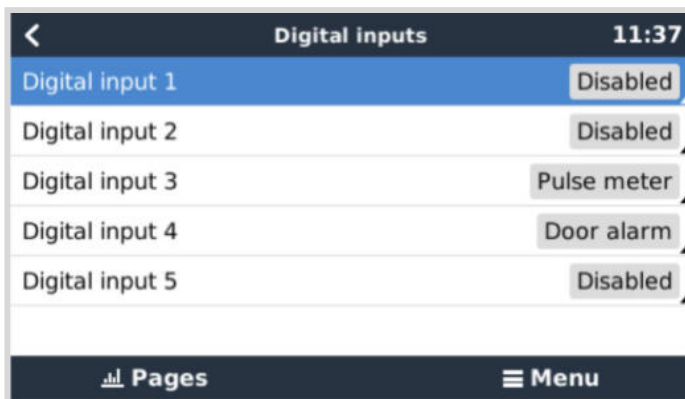 Digital inputs 11:37
Digital input 1 Disabled
Digital input 2 Disabled
Digital input 3 Pulse meter
Digital input 4 Door alarm
Digital input 5 Disabled
Pages Menu